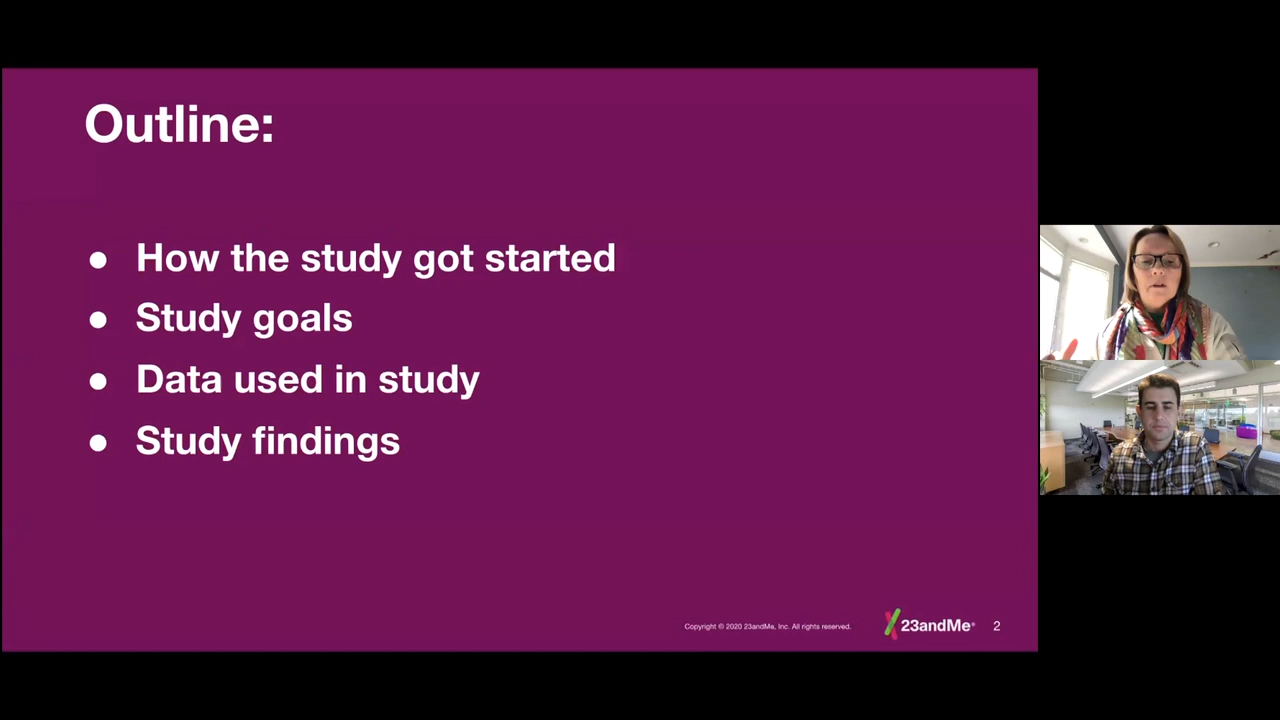 Outline:
● How the study got started
● Study goals
● Data used in study
● Study findings
Copyright © 2020 23andMe, Inc. All rights reserved.
23andMe®
2